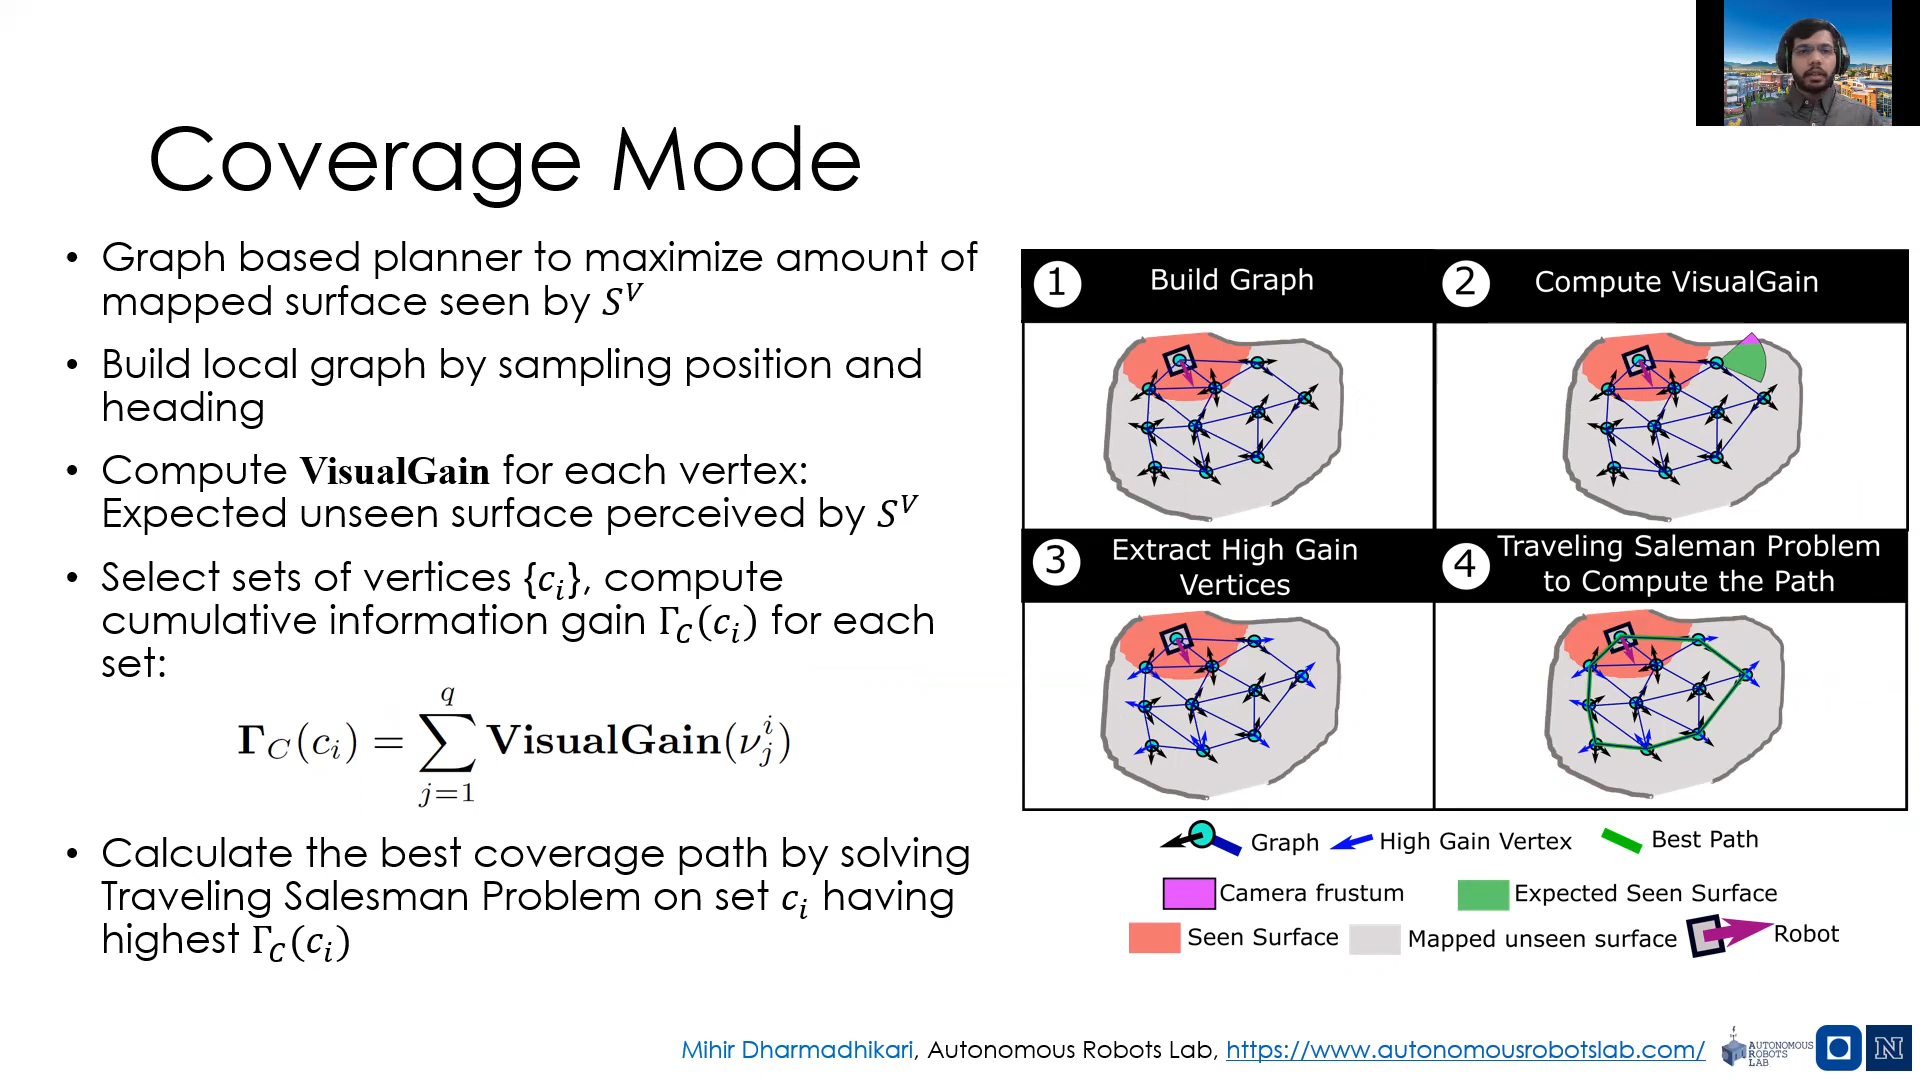 Coverage Mode
• Graph based planner to maximize amount of
mapped surface seen by 𝑆^𝑉
• Build local graph by sampling position and
heading
• Compute VisualGain for each vertex:
Expected unseen surface perceived by 𝑆^𝑉
• Select sets of vertices {𝑐_𝑖}, compute
cumulative information gain Γ_𝐶(𝑐_𝑖) for each
set:
Γ_C(c_i) = ∑_{j=1}^{q} VisualGain(ν_j^i)
• Calculate the best coverage path by solving
Traveling Salesman Problem on set 𝑐_𝑖 having
highest Γ_𝐶(𝑐_𝑖)
1 Build Graph
2 Compute VisualGain
3 Extract High Gain
Vertices
4 Traveling Saleman Problem
to Compute the Path
Graph High Gain Vertex Best Path
Camera frustum Expected Seen Surface
Seen Surface Mapped unseen surface Robot
Mihir Dharmadhikari, Autonomous Robots Lab, https://www.autonomousrobotslab.com/
AUTONOMOUS
ROBOTS
LAB
N